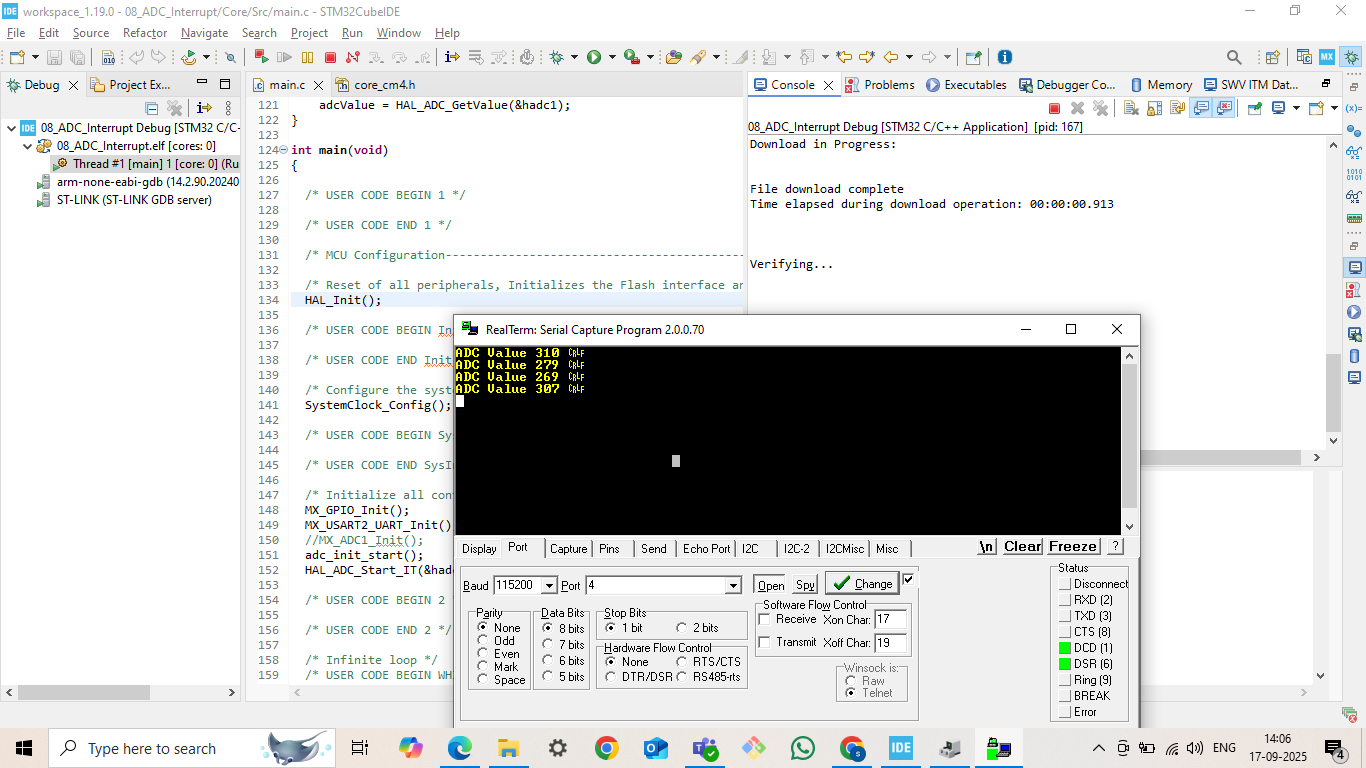 workspace_1.19.0 - 08_ADC_Interrupt/Core/Src/main.c - STM32CubeIDE
File Edit Source Refactor Navigate Search Project Run Window Help
Debug Project Ex...
08_ADC_Interrupt Debug [STM32 C/C-
08_ADC_Interrupt.elf [cores: 0]
Thread #1 [main] 1 [core: 0] (Ru
arm-none-eabi-gdb (14.2.90.20240
ST-LINK (ST-LINK GDB server)
main.c core_cm4.h
121 adcValue = HAL_ADC_GetValue(&hadc1);
122 }
123
124 int main(void)
125 {
126
127 /* USER CODE BEGIN 1 */
128
129 /* USER CODE END 1 */
130
131 /* MCU Configuration-----------------------------------------
132
133 /* Reset of all peripherals, Initializes the Flash interface an
134 HAL_Init();
135
136 /* USER CODE BEGIN In
137
138 /* USER CODE END Init
139
140 /* Configure the syste
141 SystemClock_Config();
142
143 /* USER CODE BEGIN Sy
144
145 /* USER CODE END SysI
146
147 /* Initialize all con
148 MX_GPIO_Init();
149 MX_USART2_UART_Init()
150 //MX_ADC1_Init();
151 adc_init_start();
152 HAL_ADC_Start_IT(&had
153
154 /* USER CODE BEGIN 2
155
156 /* USER CODE END 2 */
157
158 /* Infinite loop */
159 /* USER CODE BEGIN WH
Console Problems Executables Debugger Co... Memory SWV ITM Dat...
08_ADC_Interrupt Debug [STM32 C/C++ Application] [pid: 167]
Download in Progress:
File download complete
Time elapsed during download operation: 00:00:00.913
Verifying...
RealTerm: Serial Capture Program 2.0.0.70
ADC Value 310 CRLF
ADC Value 279 CRLF
ADC Value 269 CRLF
ADC Value 307 CRLF
Display Port Capture Pins Send Echo Port I2C I2C-2 I2CMisc Misc \n Clear Freeze ?
Baud 115200 Port 4 Open Spy Change
Parity
None
Odd
Even
Mark
Space
Data Bits
8 bits
7 bits
6 bits
5 bits
Stop Bits
1 bit 2 bits
Hardware Flow Control
None RTS/CTS
DTR/DSR RS485-rts
Software Flow Control
Receive Xon Char: 17
Transmit Xoff Char: 19
Winsock is:
Raw
Telnet
Status
Disconnect
RXD (2)
TXD (3)
CTS (8)
DCD (1)
DSR (6)
Ring (9)
BREAK
Error
Type here to search
IDE
ENG
14:06
17-09-2025
4